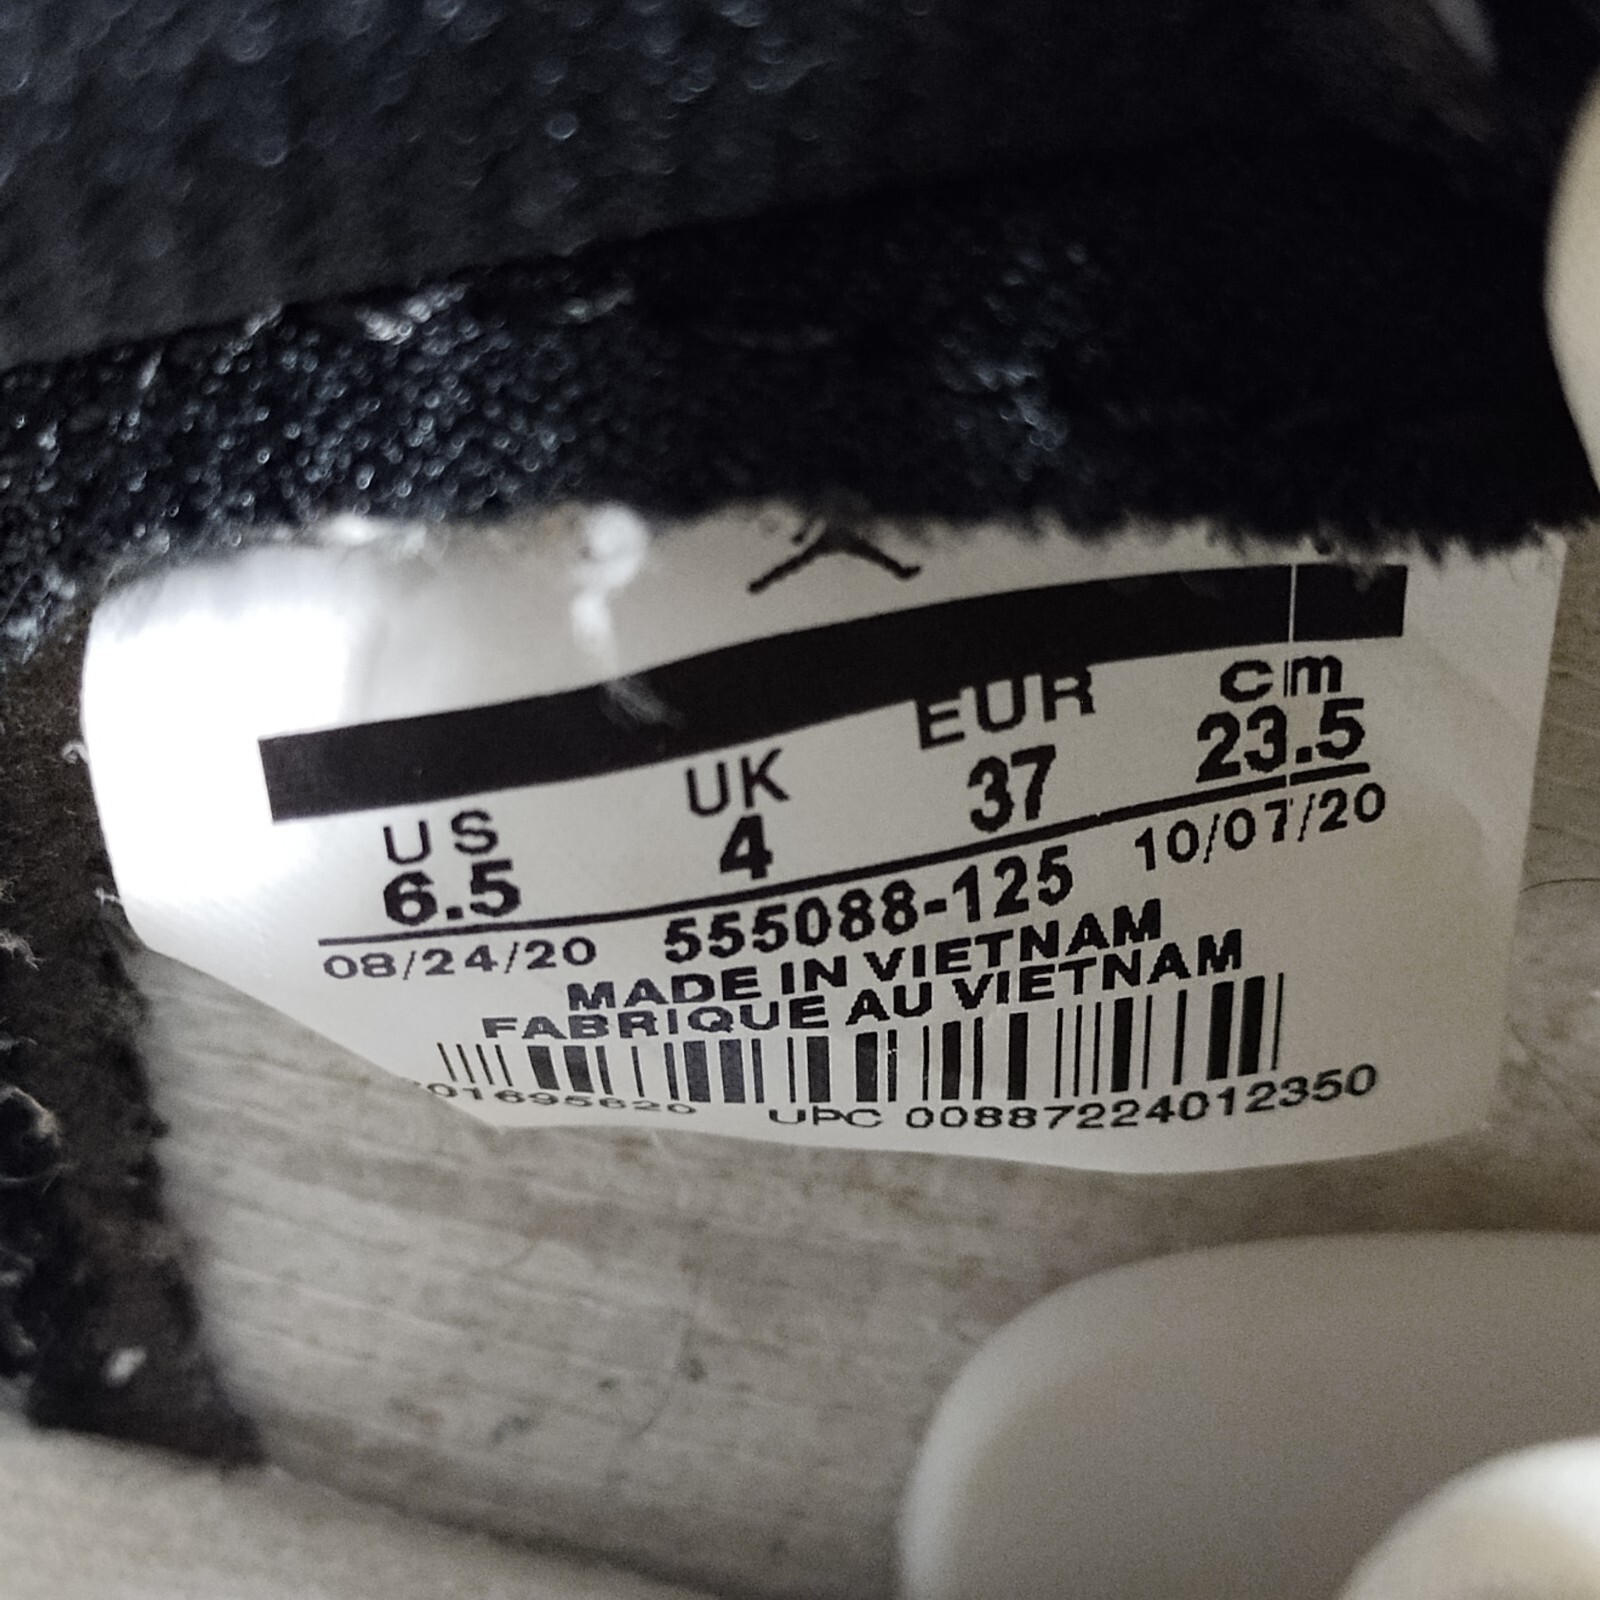 US UK EUR cm
6.5 4 37 23.5
08/24/20 555088-125 10/07/20
MADE IN VIETNAM
FABRIQUE AU VIETNAM
UPC 00887224012350